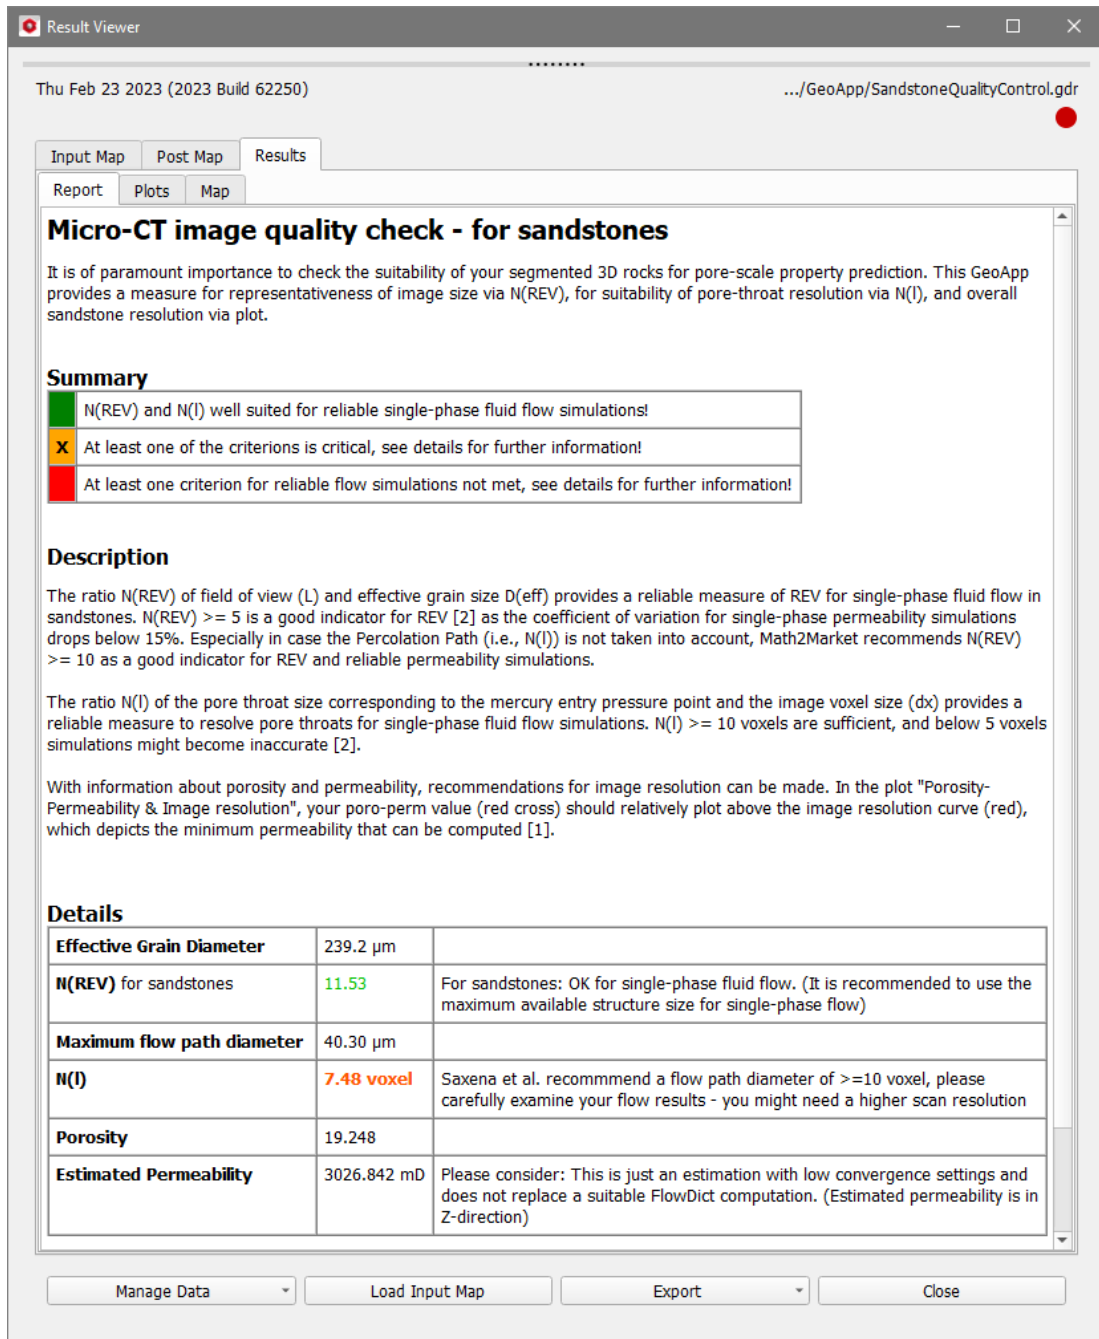 Result Viewer
Thu Feb 23 2023 (2023 Build 62250)
.../GeoApp/SandstoneQualityControl.gdr
Input Map
Post Map
Results
Report
Plots
Map
Micro-CT image quality check - for sandstones
It is of paramount importance to check the suitability of your segmented 3D rocks for pore-scale property prediction. This GeoApp
provides a measure for representativeness of image size via N(REV), for suitability of pore-throat resolution via N(l), and overall
sandstone resolution via plot.
Summary
N(REV) and N(l) well suited for reliable single-phase fluid flow simulations!
X At least one of the criterions is critical, see details for further information!
At least one criterion for reliable flow simulations not met, see details for further information!
Description
The ratio N(REV) of field of view (L) and effective grain size D(eff) provides a reliable measure of REV for single-phase fluid flow in
sandstones. N(REV) >= 5 is a good indicator for REV [2] as the coefficient of variation for single-phase permeability simulations
drops below 15%. Especially in case the Percolation Path (i.e., N(l)) is not taken into account, Math2Market recommends N(REV)
>= 10 as a good indicator for REV and reliable permeability simulations.
The ratio N(l) of the pore throat size corresponding to the mercury entry pressure point and the image voxel size (dx) provides a
reliable measure to resolve pore throats for single-phase fluid flow simulations. N(l) >= 10 voxels are sufficient, and below 5 voxels
simulations might become inaccurate [2].
With information about porosity and permeability, recommendations for image resolution can be made. In the plot "Porosity-
Permeability & Image resolution", your poro-perm value (red cross) should relatively plot above the image resolution curve (red),
which depicts the minimum permeability that can be computed [1].
Details
Effective Grain Diameter 239.2 µm
N(REV) for sandstones 11.53 For sandstones: OK for single-phase fluid flow. (It is recommended to use the
maximum available structure size for single-phase flow)
Maximum flow path diameter 40.30 µm
N(l) 7.48 voxel Saxena et al. recommmend a flow path diameter of >=10 voxel, please
carefully examine your flow results - you might need a higher scan resolution
Porosity 19.248
Estimated Permeability 3026.842 mD Please consider: This is just an estimation with low convergence settings and
does not replace a suitable FlowDict computation. (Estimated permeability is in
Z-direction)
Manage Data
Load Input Map
Export
Close